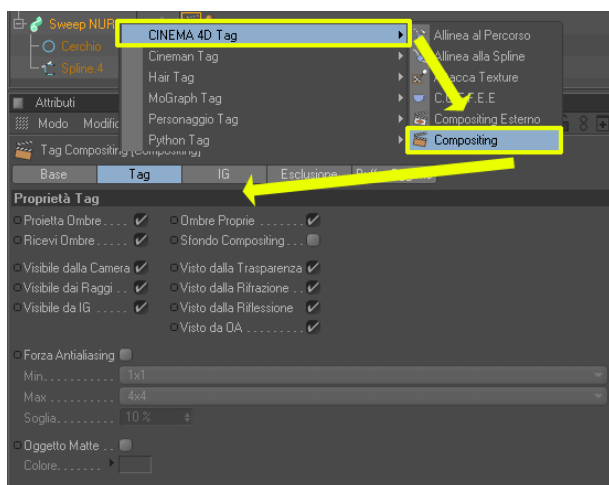 Sweep NUR
Cerchio
Spline.4
CINEMA 4D Tag
Cineman Tag
Hair Tag
MoGraph Tag
Personaggio Tag
Python Tag
Allinea al Percorso
Allinea alla Spline
Texture
Compositing Esterno
Compositing
Attributi
Modo Modific
Tag Compositing
Base Tag IG Esclusione
Proprietà Tag
Proietta Ombre.... Ombre Proprie .......
Ricevi Ombre..... Sfondo Compositing...
Visibile dalla Camera Visto dalla Trasparenza
Visibile dai Raggi .. Visto dalla Rifrazione ..
Visibile da IG ..... Visto dalla Riflessione
Visto da OA .........
Forza Antialiasing
Min.......... 1x1
Max.......... 4x4
Soglia........ 10 %
Oggetto Matte ..
Colore.......